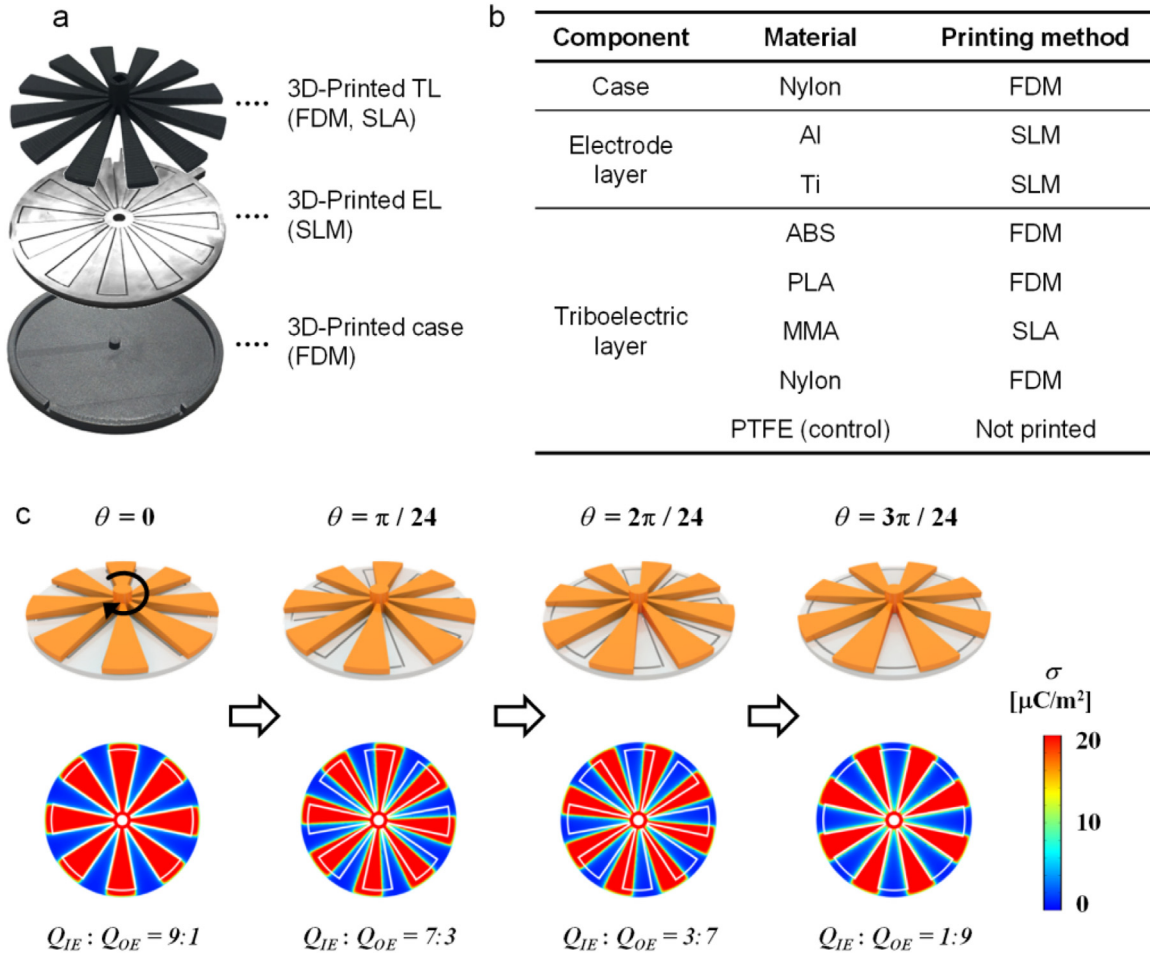 a
3D-Printed TL
(FDM, SLA)
3D-Printed EL
(SLM)
3D-Printed case
(FDM)
b
Component Material Printing method
Case Nylon FDM
Electrode layer Al SLM
Ti SLM
Triboelectric layer ABS FDM
PLA FDM
MMA SLA
Nylon FDM
PTFE (control) Not printed
c
θ = 0 θ = π / 24 θ = 2π / 24 θ = 3π / 24
σ
[μC/m²]
20
10
0
Q_IE : Q_OE = 9:1 Q_IE : Q_OE = 7:3 Q_IE : Q_OE = 3:7 Q_IE : Q_OE = 1:9